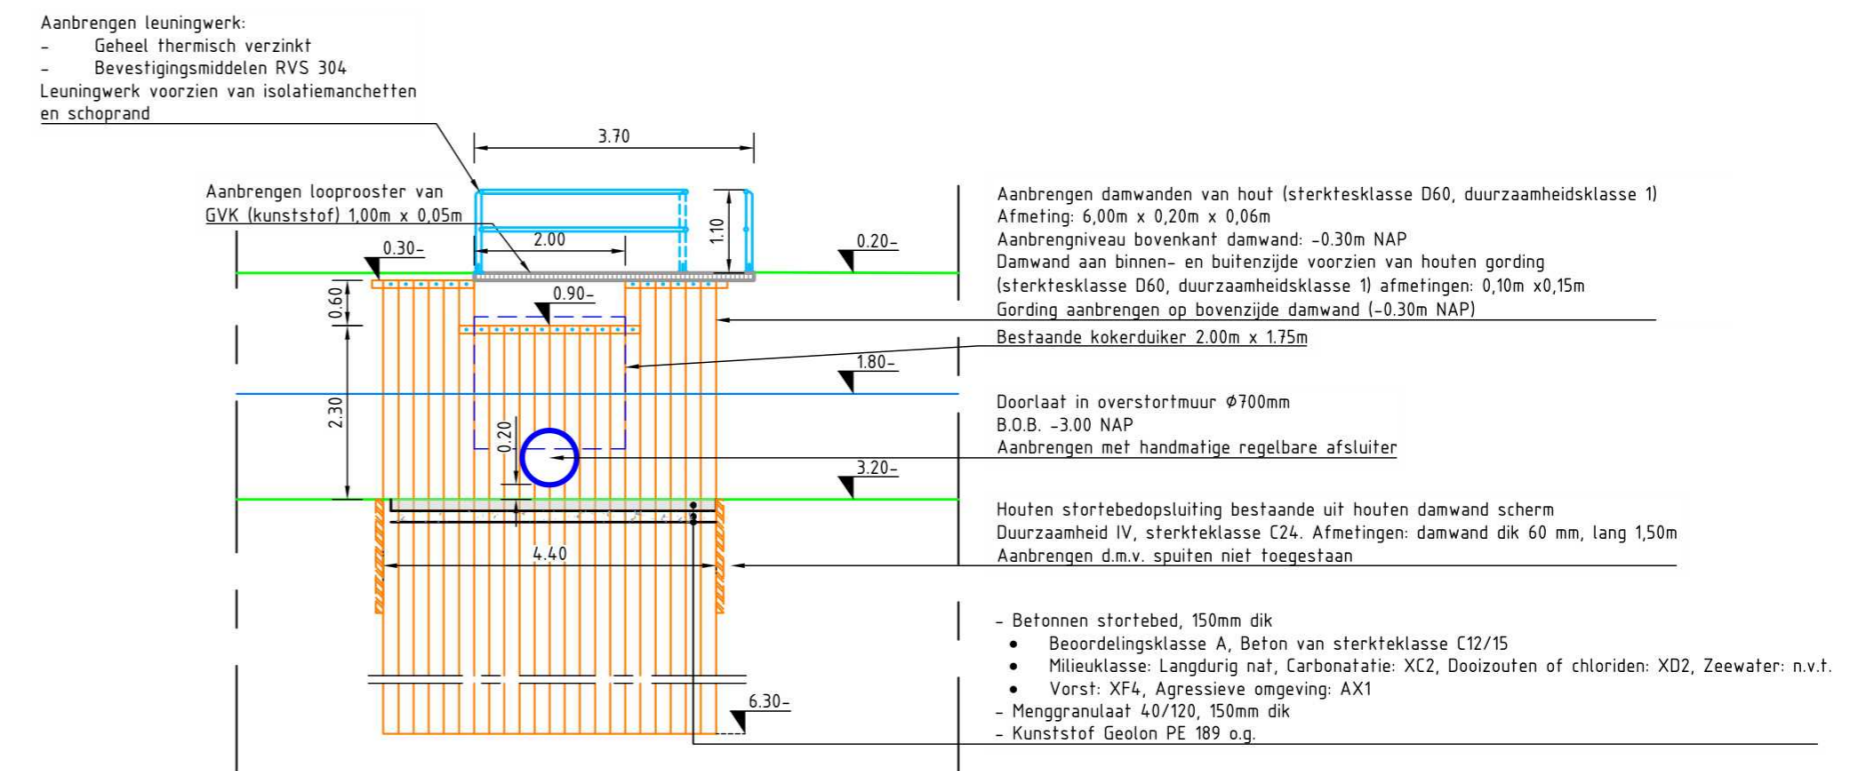 Aanbrengen leuningwerk:
- Geheel thermisch verzinkt
- Bevestigingsmiddelen RVS 304
Leuningwerk voorzien van isolatiemanchetten
en schoprand
3.70
Aanbrengen looprooster van
GVK (kunststof) 1,00m x 0,05m
2.00
1.10
0.30-
0.20-
0.60
0.90-
1.80-
2.30
0.20
3.20-
4.40
6.30-
Aanbrengen damwanden van hout (sterktesklasse D60, duurzaamheidsklasse 1)
Afmeting: 6,00m x 0,20m x 0,06m
Aanbrengniveau bovenkant damwand: -0.30m NAP
Damwand aan binnen- en buitenzijde voorzien van houten gording
(sterktesklasse D60, duurzaamheidsklasse 1) afmetingen: 0,10m x0,15m
Gording aanbrengen op bovenzijde damwand (-0.30m NAP)
Bestaande kokerduiker 2.00m x 1.75m
Doorlaat in overstortmuur Ø700mm
B.O.B. -3.00 NAP
Aanbrengen met handmatige regelbare afsluiter
Houten stortebedopsluiting bestaande uit houten damwand scherm
Duurzaamheid IV, sterkteklasse C24. Afmetingen: damwand dik 60 mm, lang 1,50m
Aanbrengen d.m.v. spuiten niet toegestaan
- Betonnen stortebed, 150mm dik
• Beoordelingsklasse A, Beton van sterkteklasse C12/15
• Milieuklasse: Langdurig nat, Carbonatatie: XC2, Dooizouten of chloriden: XD2, Zeewater: n.v.t.
• Vorst: XF4, Agressieve omgeving: AX1
- Menggranulaat 40/120, 150mm dik
- Kunststof Geolon PE 189 o.g.